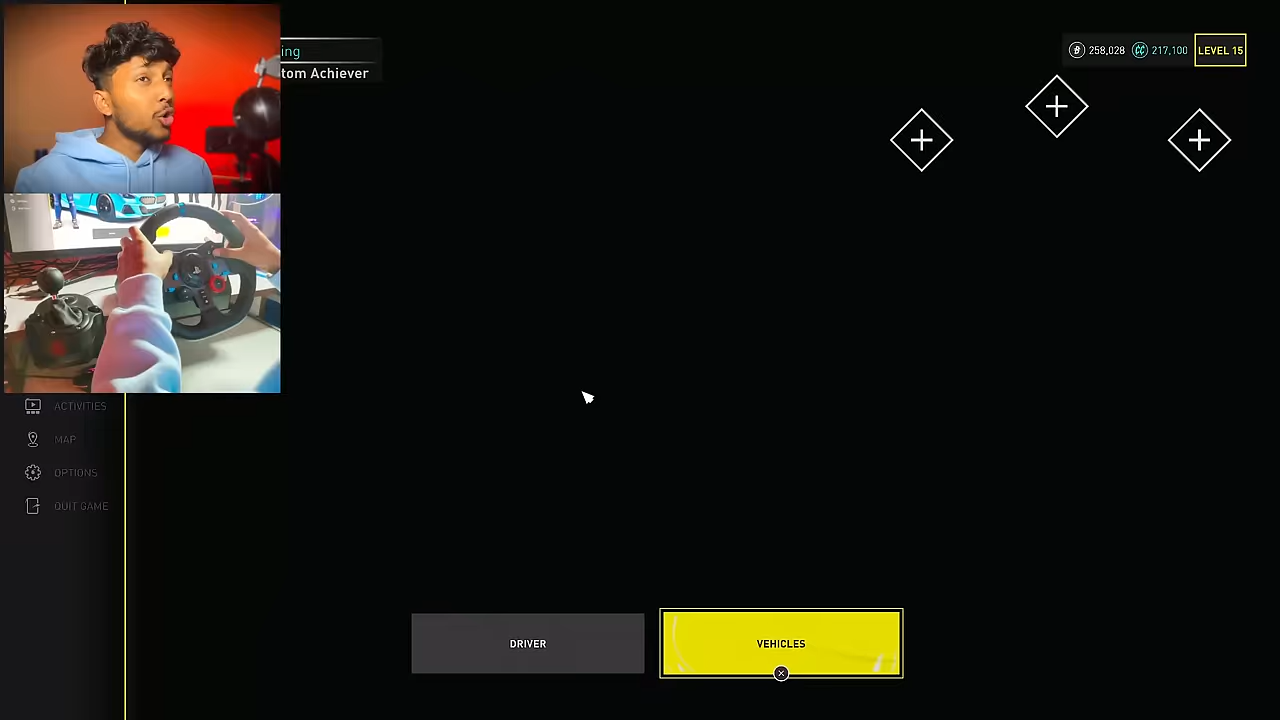 ing
tom Achiever
258,028
217,100
LEVEL 15
ACTIVITIES
MAP
OPTIONS
QUIT GAME
DRIVER
VEHICLES